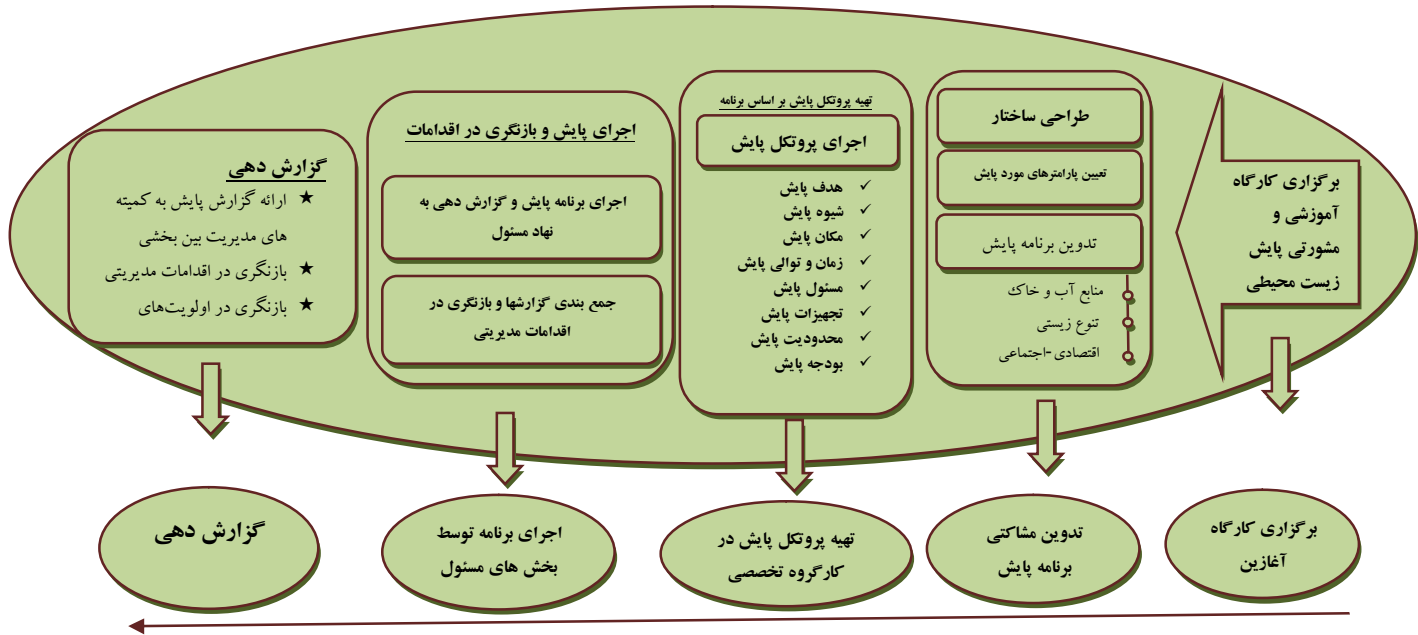 برگزاری کارگاه
آموزشی و
مشورتی پایش
زیست محیطی
طراحی ساختار
تعیین پارامترهای مورد پایش
تدوین برنامه پایش
منابع آب و خاک
تنوع زیستی
اقتصادی-اجتماعی
تهیه پروتکل پایش بر اساس برنامه
اجرای پروتکل پایش
✓ هدف پایش
✓ شیوه پایش
✓ مکان پایش
✓ زمان و توالی پایش
✓ مسئول پایش
✓ تجهیزات پایش
✓ محدودیت پایش
✓ بودجه پایش
اجرای پایش و بازنگری در اقدامات
اجرای برنامه پایش و گزارش دهی به
نهاد مسئول
جمع بندی گزارشها و بازنگری در
اقدامات مدیریتی
گزارش دهی
★ ارائه گزارش پایش به کمیته
های مدیریت بین بخشی
★ بازنگری در اقدامات مدیریتی
★ بازنگری در اولویت‌های
برگزاری کارگاه
آغازین
تدوین مشاکتی
برنامه پایش
تهیه پروتکل پایش در
کارگروه تخصصی
اجرای برنامه توسط
بخش های مسئول
گزارش دهی